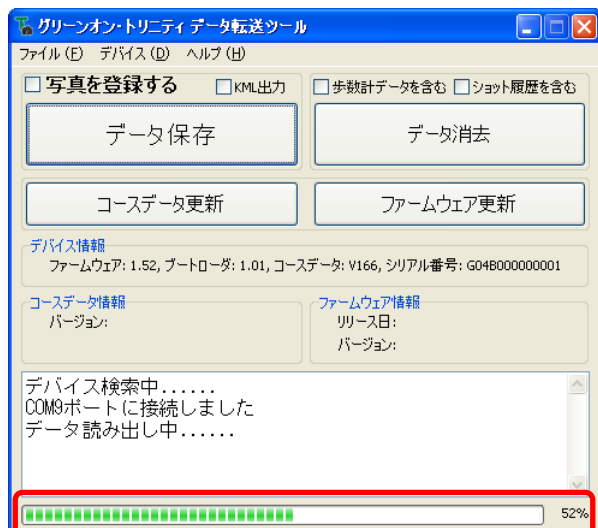 グリーンオン・トリニティ データ転送ツール
ファイル(F) デバイス(D) ヘルプ(H)
写真を登録する KML出力 歩数計データを含む ショット履歴を含む
データ保存 データ消去
コースデータ更新 ファームウェア更新
デバイス情報
ファームウェア: 1.52, ブートローダ: 1.01, コースデータ: V166, シリアル番号: G04B000000001
コースデータ情報 ファームウェア情報
バージョン: リリース日:
バージョン:
デバイス検索中......
COM9ポートに接続しました
データ読み出し中......
52%